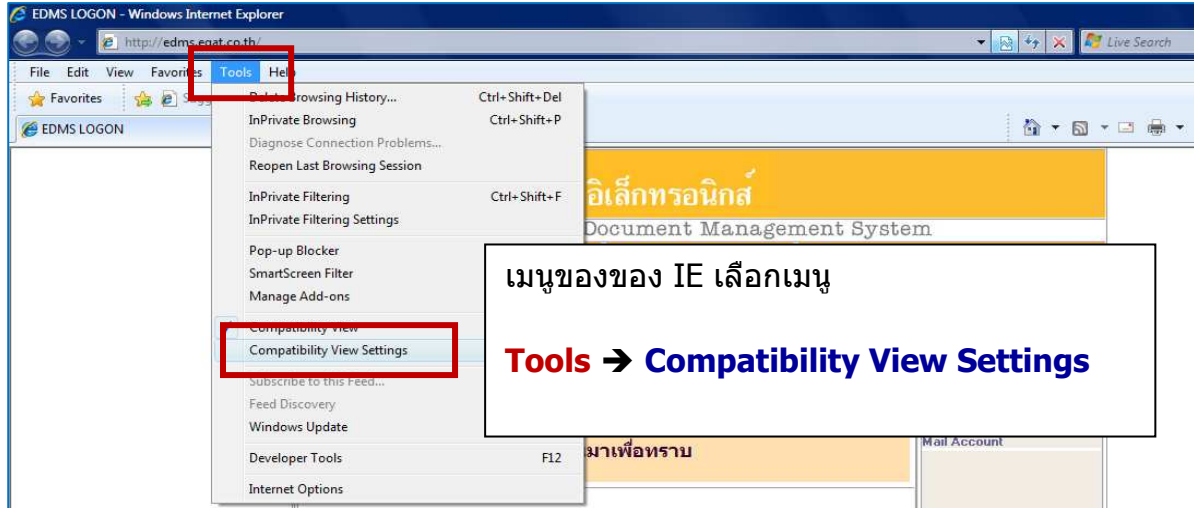 EDMS LOGON - Windows Internet Explorer
http://edms.egat.co.th/
Live Search
File Edit View Favorites Tools Help
Favorites
EDMS LOGON
Delete Browsing History... Ctrl+Shift+Del
InPrivate Browsing Ctrl+Shift+P
Diagnose Connection Problems...
Reopen Last Browsing Session
InPrivate Filtering Ctrl+Shift+F
InPrivate Filtering Settings
Pop-up Blocker
SmartScreen Filter
Manage Add-ons
Compatibility View
Compatibility View Settings
Subscribe to this Feed...
Feed Discovery
Windows Update
Developer Tools F12
Internet Options
อิเล็กทรอนิกส์
Document Management System
เมนูของของ IE เลือกเมนู
Tools ➔ Compatibility View Settings
Mail Account
มาเพื่อทราบ